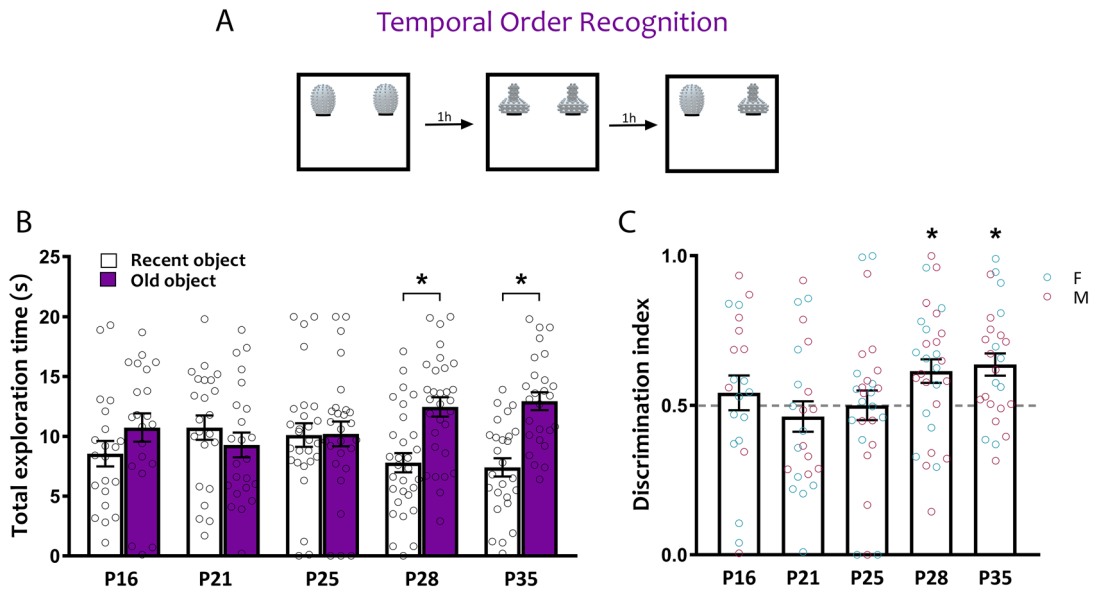 A
Temporal Order Recognition
1h
1h
B
Total exploration time (s)
25
20
15
10
5
0
Recent object
Old object
*
*
P16
P21
P25
P28
P35
C
Discrimination index
1.0
0.5
0.0
*
*
F
M
P16
P21
P25
P28
P35